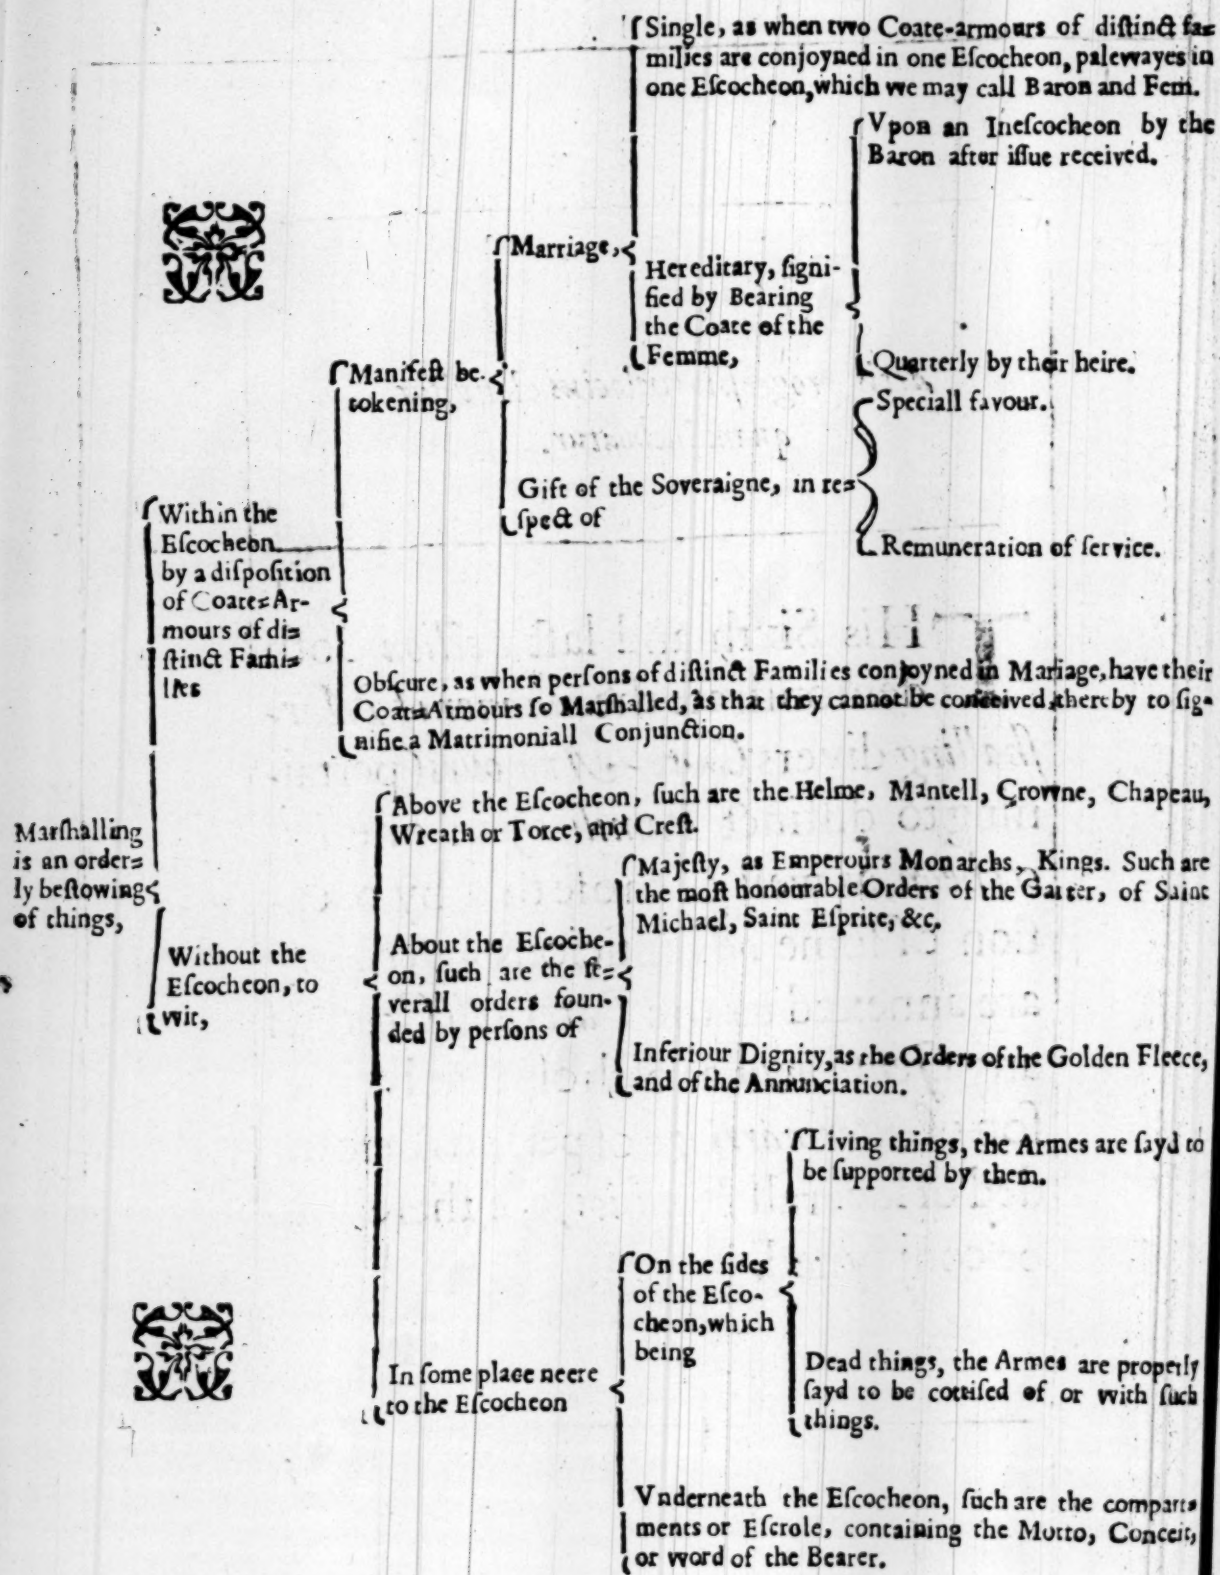 Single, as when two Coate-armours of distinct fa=
milies are conjoyned in one Escocheon, palewayes in
one Escocheon, which we may call Baron and Fem.
Vpon an Inescocheon by the
Baron after issue received.
Marriage,
Hereditary, signi-
fied by Bearing
the Coate of the
Femme,
Quarterly by their heire.
Manifest be-
tokening,
Speciall favour.
Gift of the Soveraigne, in re=
spect of
Remuneration of service.
Within the
Escocheon
by a disposition
of Coate=Ar-
mours of di=
stinct Fami=
lies
Obscure, as when persons of distinct Families conjoyned in Mariage, have their
Coate=Armours so Marshalled, as that they cannot be conceived, thereby to sig-
nifie a Matrimoniall Conjunction.
Marshalling
is an order=
ly bestowing
of things,
Above the Escocheon, such are the Helme, Mantell, Crowne, Chapeau,
Wreath or Torce, and Crest.
Majesty, as Emperours Monarchs, Kings. Such are
the most honourable Orders of the Garter, of Saint
Michael, Saint Esprite, &c.
About the Escoche-
on, such are the se=
verall orders foun-
ded by persons of
Without the
Escocheon, to
wit,
Inferiour Dignity, as the Orders of the Golden Fleece,
and of the Annunciation.
Living things, the Armes are sayd to
be supported by them.
On the sides
of the Esco-
cheon, which
being
Dead things, the Armes are properly
sayd to be cottised of or with such
things.
In some place neere
to the Escocheon
Vnderneath the Escocheon, such are the compart=
ments or Escrole, containing the Motto, Conceit,
or word of the Bearer.